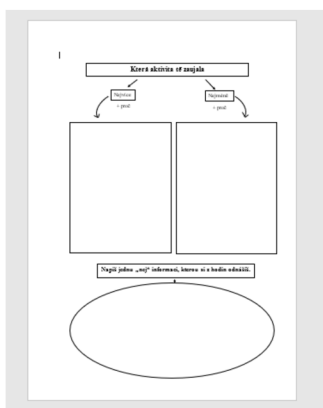 Která aktivita tě zaujala
Nejvíce
Nejméně
+ proč
+ proč
Napiš jednu „nej“ informaci, kterou si z hodin odnášíš.